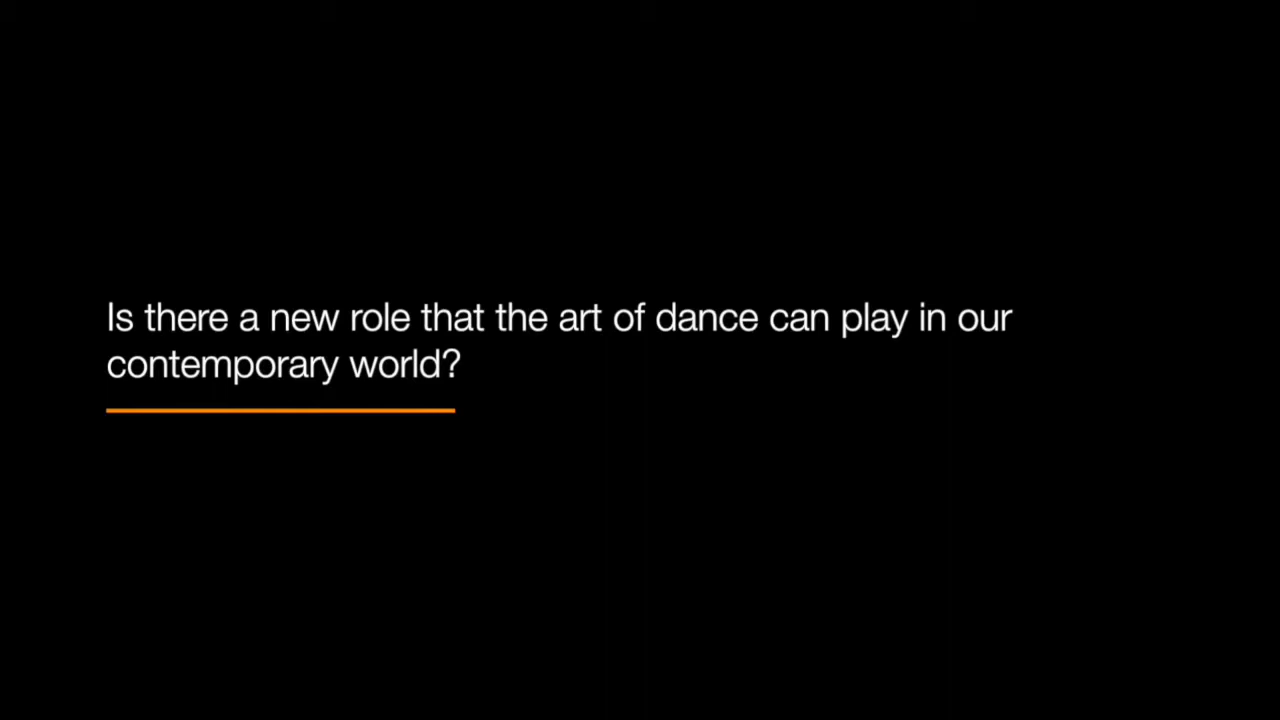 Is there a new role that the art of dance can play in our
contemporary world?